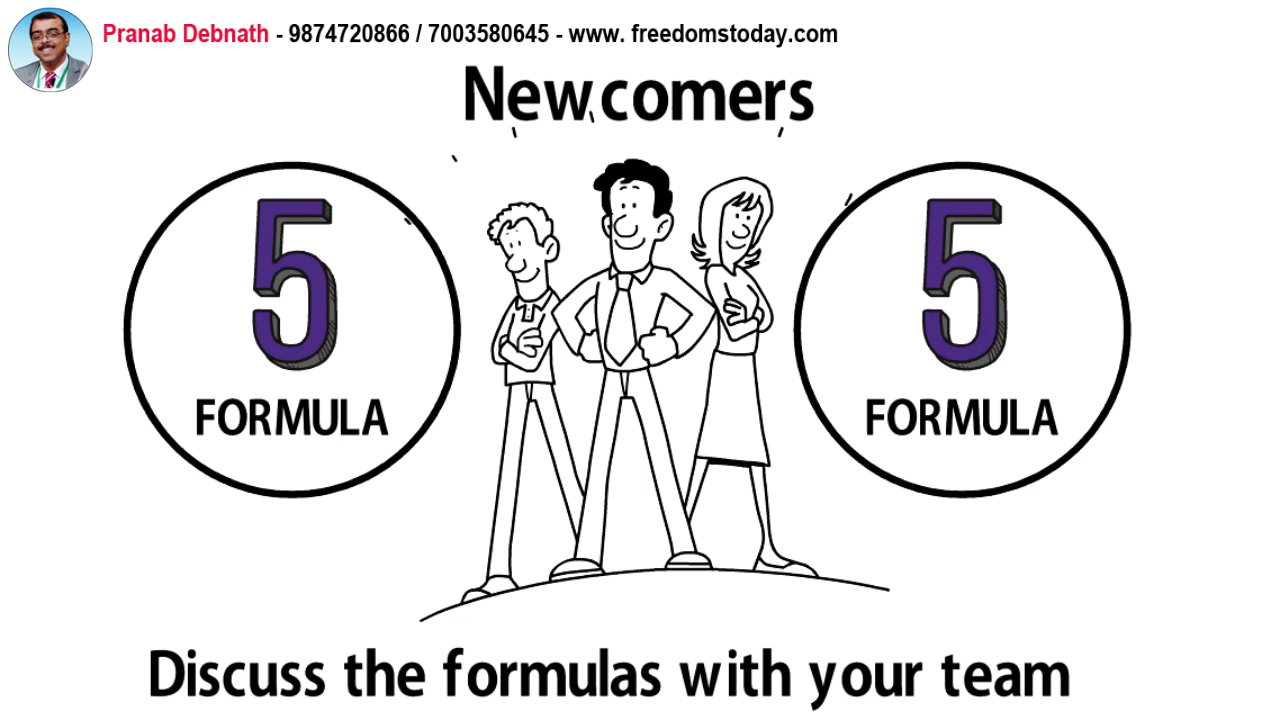 Pranab Debnath - 9874720866 / 7003580645 - www. freedomstoday.com
Newcomers
5 5
FORMULA FORMULA
Discuss the formulas with your team